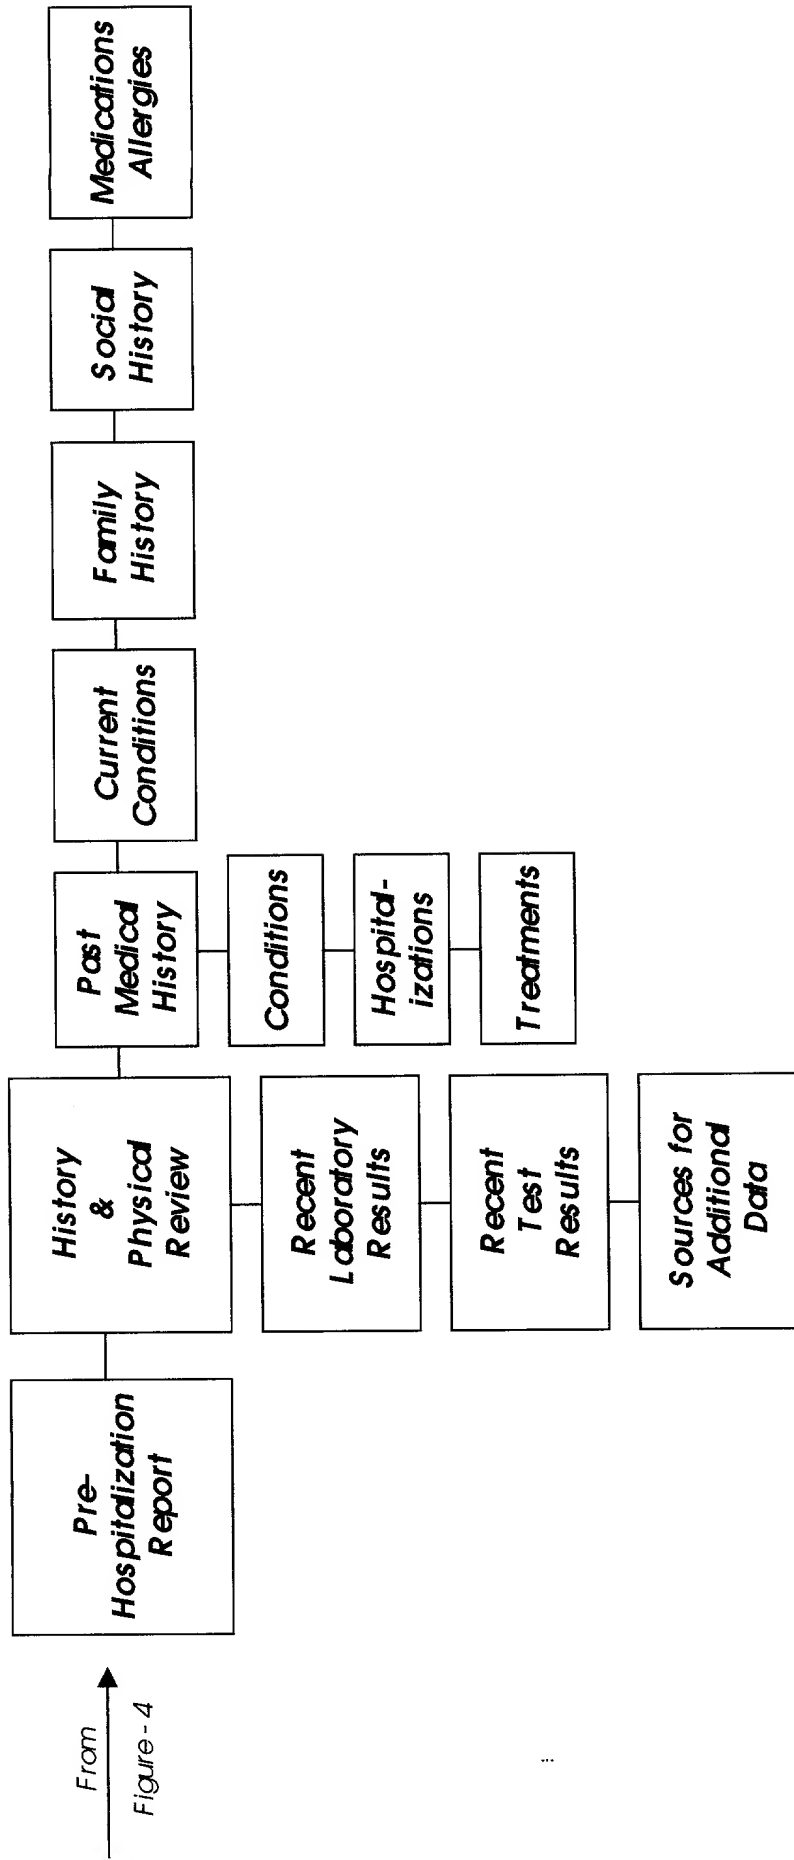 From
Figure - 4
Pre-
Hospitalization
Report
History
&
Physical
Review
Past
Medical
History
Current
Conditions
Family
History
Social
History
Medications
Allergies
Recent
Laboratory
Results
Recent
Test
Results
Sources for
Additional
Data
Conditions
Hospital-
izations
Treatments